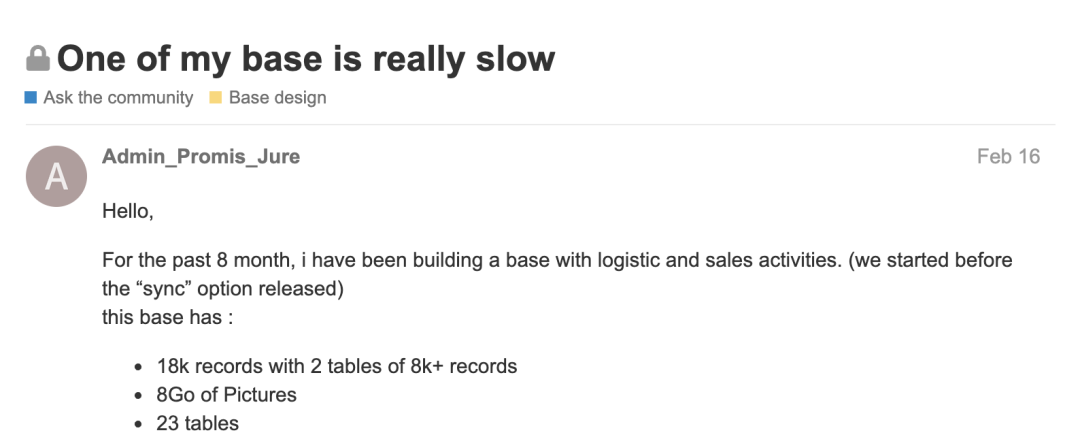 One of my base is really slow
Ask the community Base design
A
Admin_Promis_Jure Feb 16
Hello,
For the past 8 month, i have been building a base with logistic and sales activities. (we started before
the “sync” option released)
this base has :
• 18k records with 2 tables of 8k+ records
• 8Go of Pictures
• 23 tables